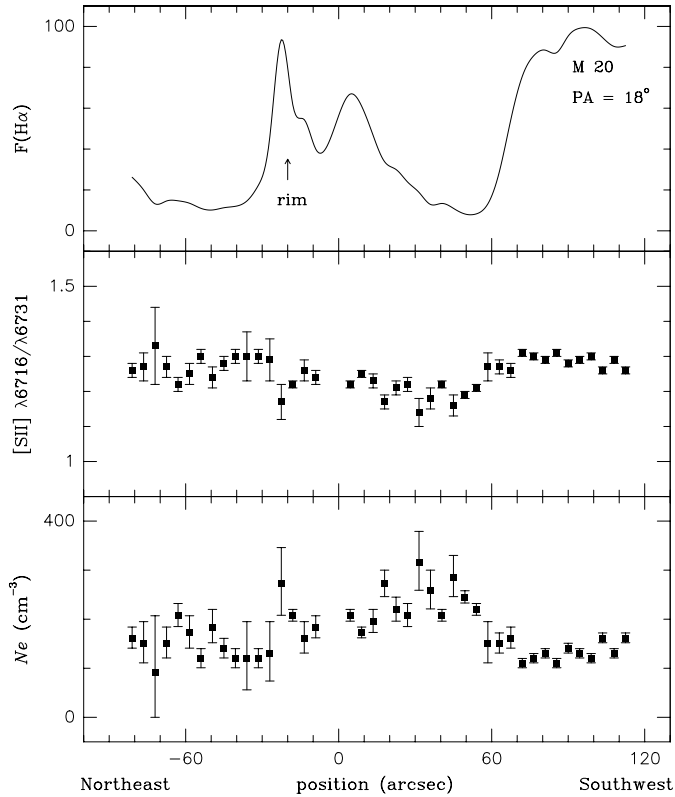 100
F(Hα)
0
M 20
PA = 18°
rim
1.5
[SII] λ6716/λ6731
1
400
Ne (cm⁻³)
0
−60 0 60 120
Northeast position (arcsec) Southwest